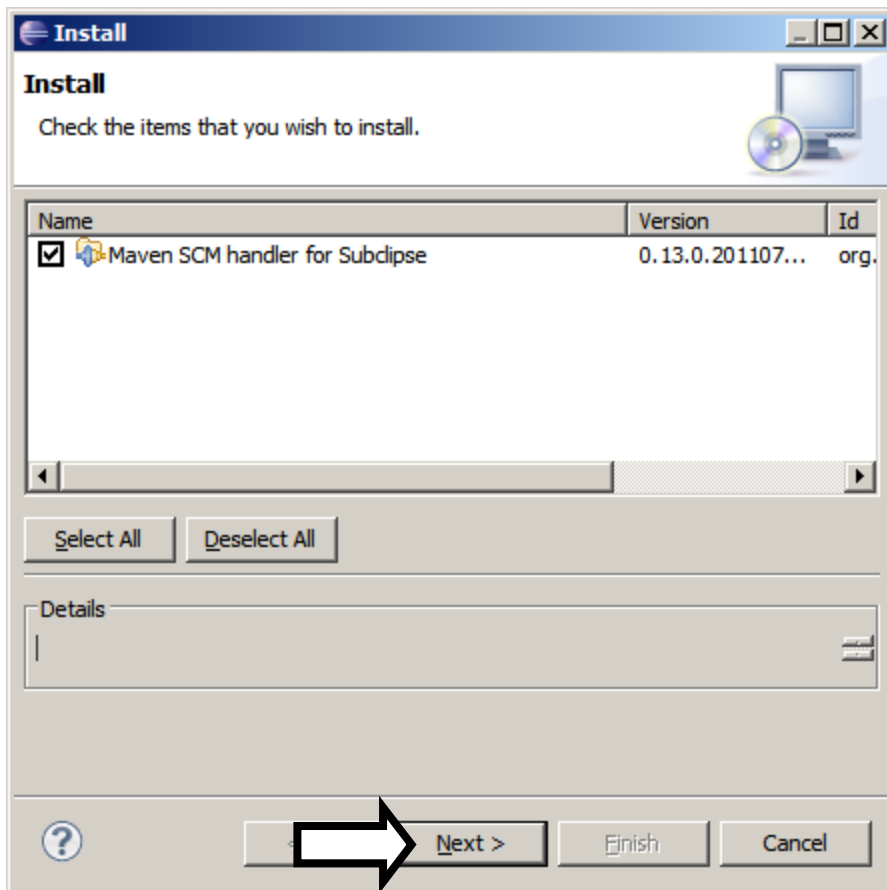 Install
Install
Check the items that you wish to install.
Name Version Id
Maven SCM handler for Subclipse 0.13.0.201107... org.
Select All Deselect All
Details
? < Next > Finish Cancel